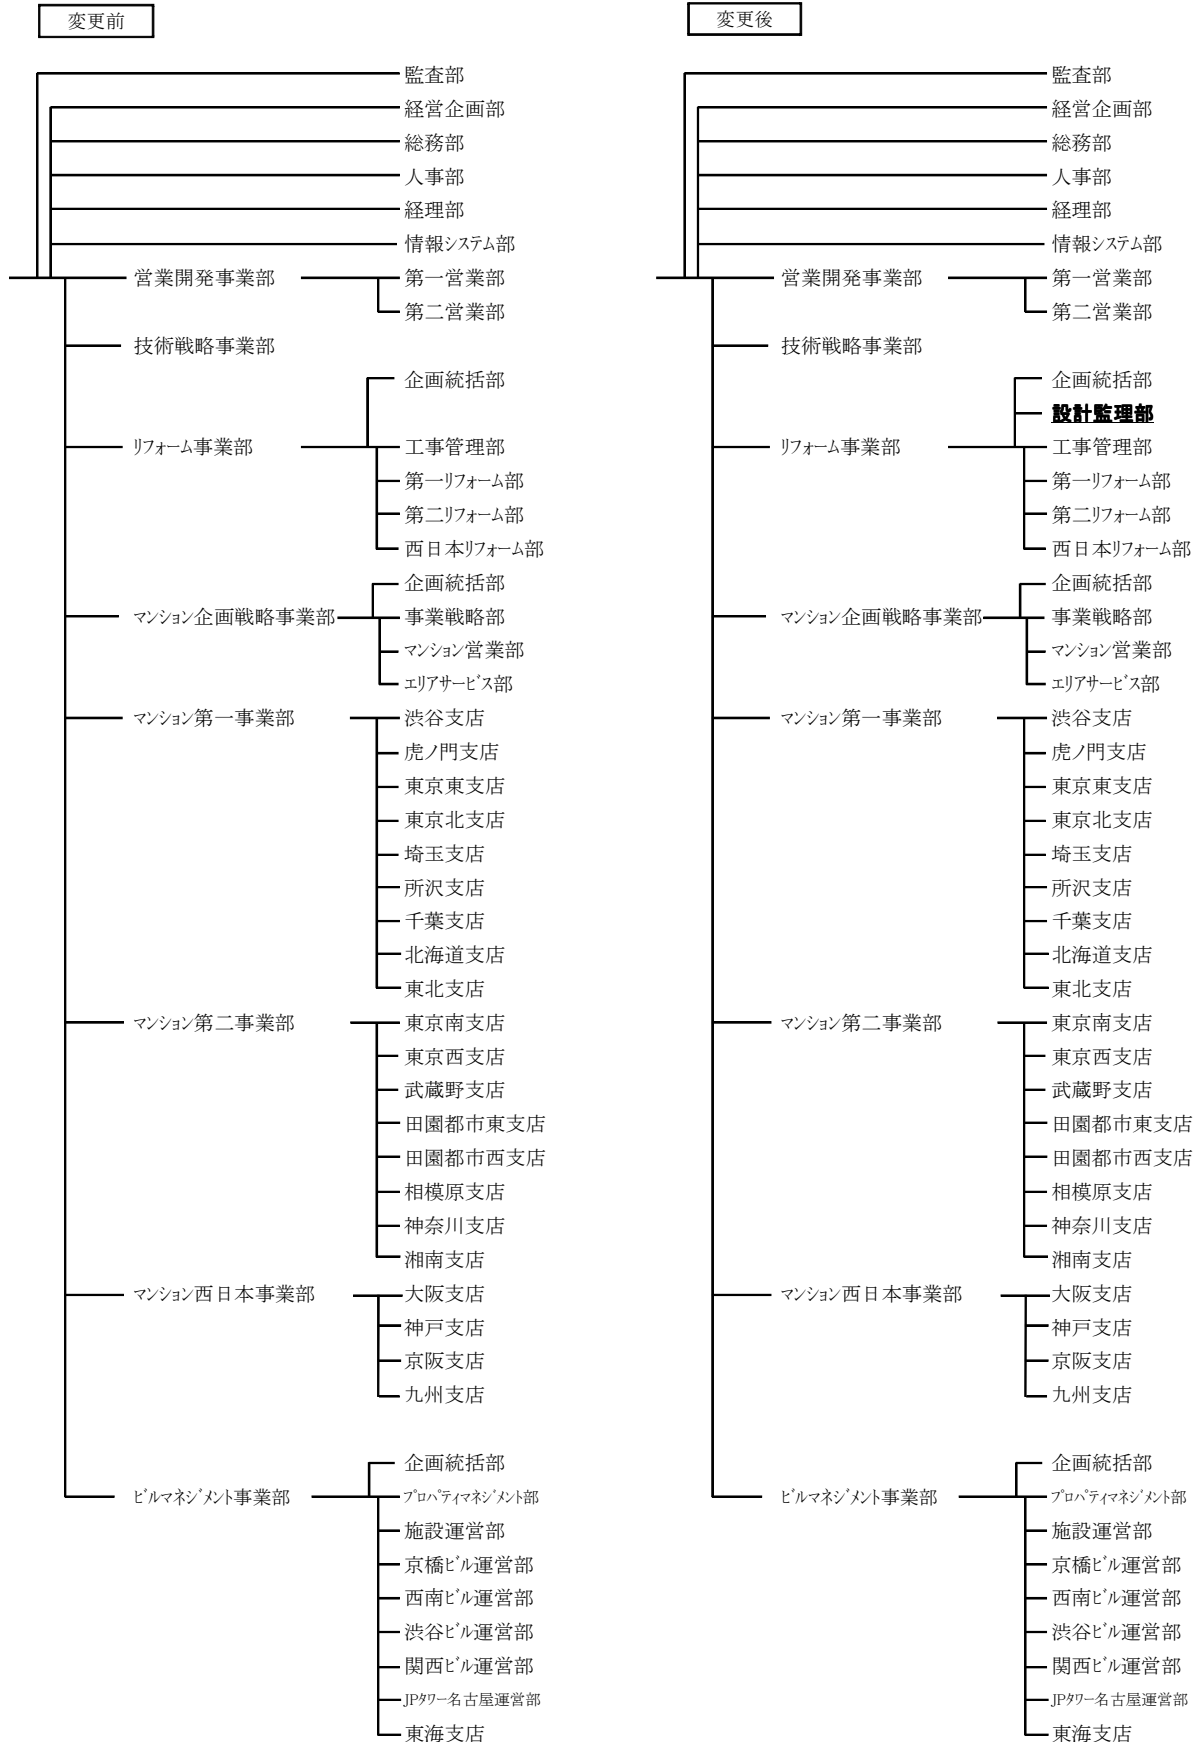 変更前
監査部
経営企画部
総務部
人事部
経理部
情報システム部
営業開発事業部 第一営業部
第二営業部
技術戦略事業部
企画統括部
リフォーム事業部 工事管理部
第一リフォーム部
第二リフォーム部
西日本リフォーム部
企画統括部
マンション企画戦略事業部 事業戦略部
マンション営業部
エリアサービス部
マンション第一事業部 渋谷支店
虎ノ門支店
東京東支店
東京北支店
埼玉支店
所沢支店
千葉支店
北海道支店
東北支店
マンション第二事業部 東京南支店
東京西支店
武蔵野支店
田園都市東支店
田園都市西支店
相模原支店
神奈川支店
湘南支店
マンション西日本事業部 大阪支店
神戸支店
京阪支店
九州支店
企画統括部
ビルマネジメント事業部 プロパティマネジメント部
施設運営部
京橋ビル運営部
西南ビル運営部
渋谷ビル運営部
関西ビル運営部
JPタワー名古屋運営部
東海支店
変更後
監査部
経営企画部
総務部
人事部
経理部
情報システム部
営業開発事業部 第一営業部
第二営業部
技術戦略事業部
企画統括部
設計監理部
リフォーム事業部 工事管理部
第一リフォーム部
第二リフォーム部
西日本リフォーム部
企画統括部
マンション企画戦略事業部 事業戦略部
マンション営業部
エリアサービス部
マンション第一事業部 渋谷支店
虎ノ門支店
東京東支店
東京北支店
埼玉支店
所沢支店
千葉支店
北海道支店
東北支店
マンション第二事業部 東京南支店
東京西支店
武蔵野支店
田園都市東支店
田園都市西支店
相模原支店
神奈川支店
湘南支店
マンション西日本事業部 大阪支店
神戸支店
京阪支店
九州支店
企画統括部
ビルマネジメント事業部 プロパティマネジメント部
施設運営部
京橋ビル運営部
西南ビル運営部
渋谷ビル運営部
関西ビル運営部
JPタワー名古屋運営部
東海支店